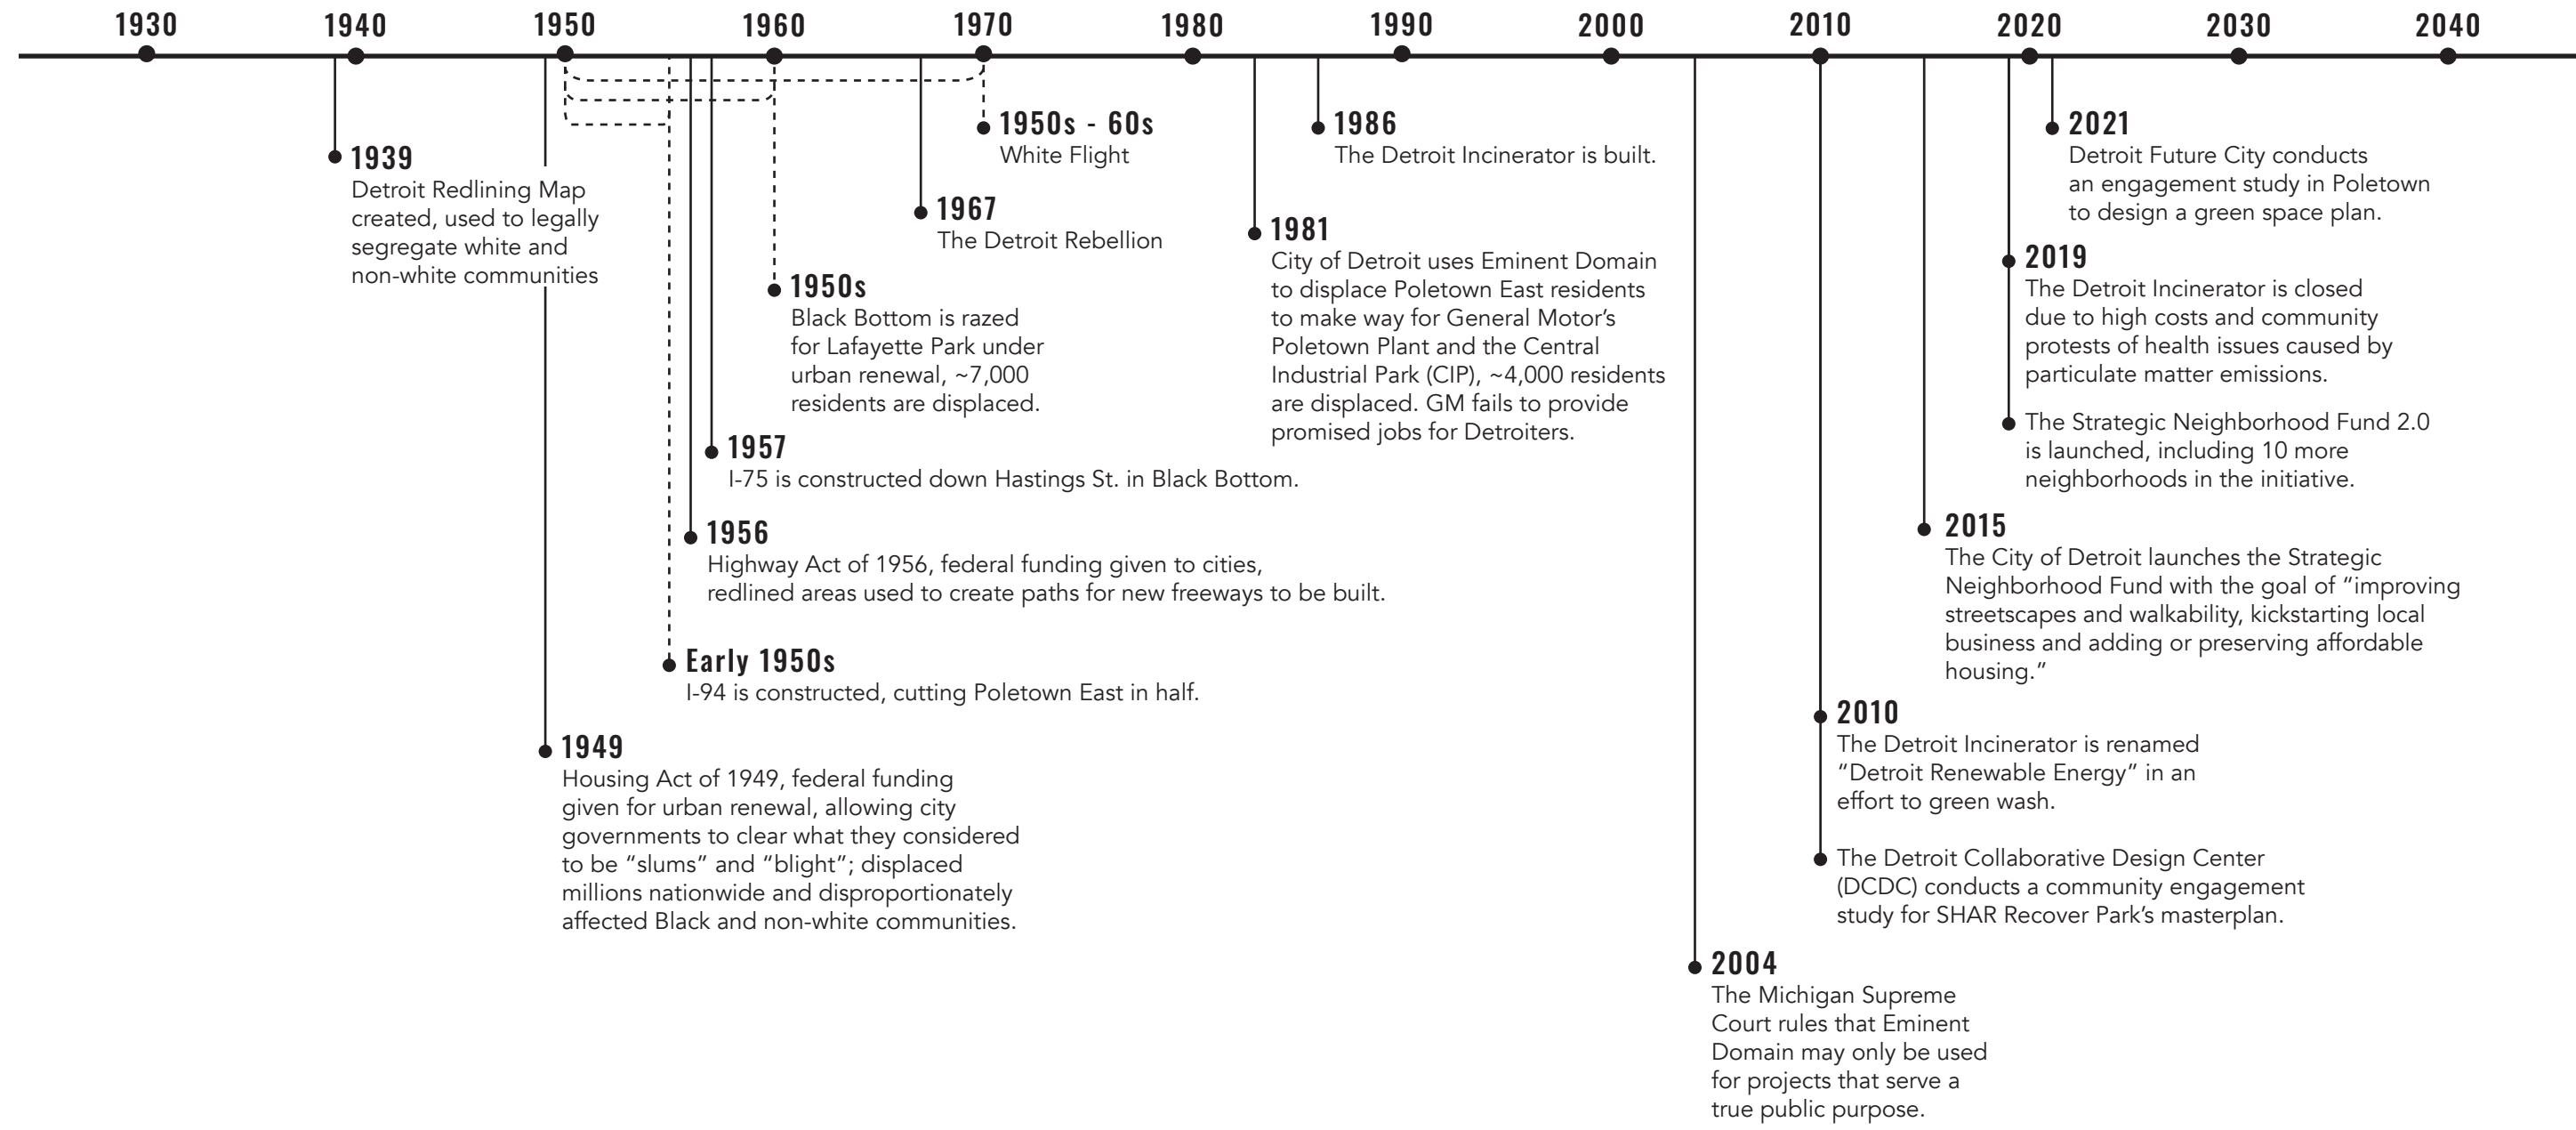 1930
1940
1950
1960
1970
1980
1990
2000
2010
2020
2030
2040
1939
Detroit Redlining Map
created, used to legally
segregate white and
non-white communities
1949
Housing Act of 1949, federal funding
given for urban renewal, allowing city
governments to clear what they considered
to be “slums” and “blight”; displaced
millions nationwide and disproportionately
affected Black and non-white communities.
Early 1950s
I-94 is constructed, cutting Poletown East in half.
1956
Highway Act of 1956, federal funding given to cities,
redlined areas used to create paths for new freeways to be built.
1957
I-75 is constructed down Hastings St. in Black Bottom.
1950s
Black Bottom is razed
for Lafayette Park under
urban renewal, ~7,000
residents are displaced.
1967
The Detroit Rebellion
1950s - 60s
White Flight
1981
City of Detroit uses Eminent Domain
to displace Poletown East residents
to make way for General Motor’s
Poletown Plant and the Central
Industrial Park (CIP), ~4,000 residents
are displaced. GM fails to provide
promised jobs for Detroiters.
1986
The Detroit Incinerator is built.
2004
The Michigan Supreme
Court rules that Eminent
Domain may only be used
for projects that serve a
true public purpose.
2010
The Detroit Incinerator is renamed
“Detroit Renewable Energy” in an
effort to green wash.
The Detroit Collaborative Design Center
(DCDC) conducts a community engagement
study for SHAR Recover Park’s masterplan.
2015
The City of Detroit launches the Strategic
Neighborhood Fund with the goal of “improving
streetscapes and walkability, kickstarting local
business and adding or preserving affordable
housing.”
2019
The Detroit Incinerator is closed
due to high costs and community
protests of health issues caused by
particulate matter emissions.
The Strategic Neighborhood Fund 2.0
is launched, including 10 more
neighborhoods in the initiative.
2021
Detroit Future City conducts
an engagement study in Poletown
to design a green space plan.